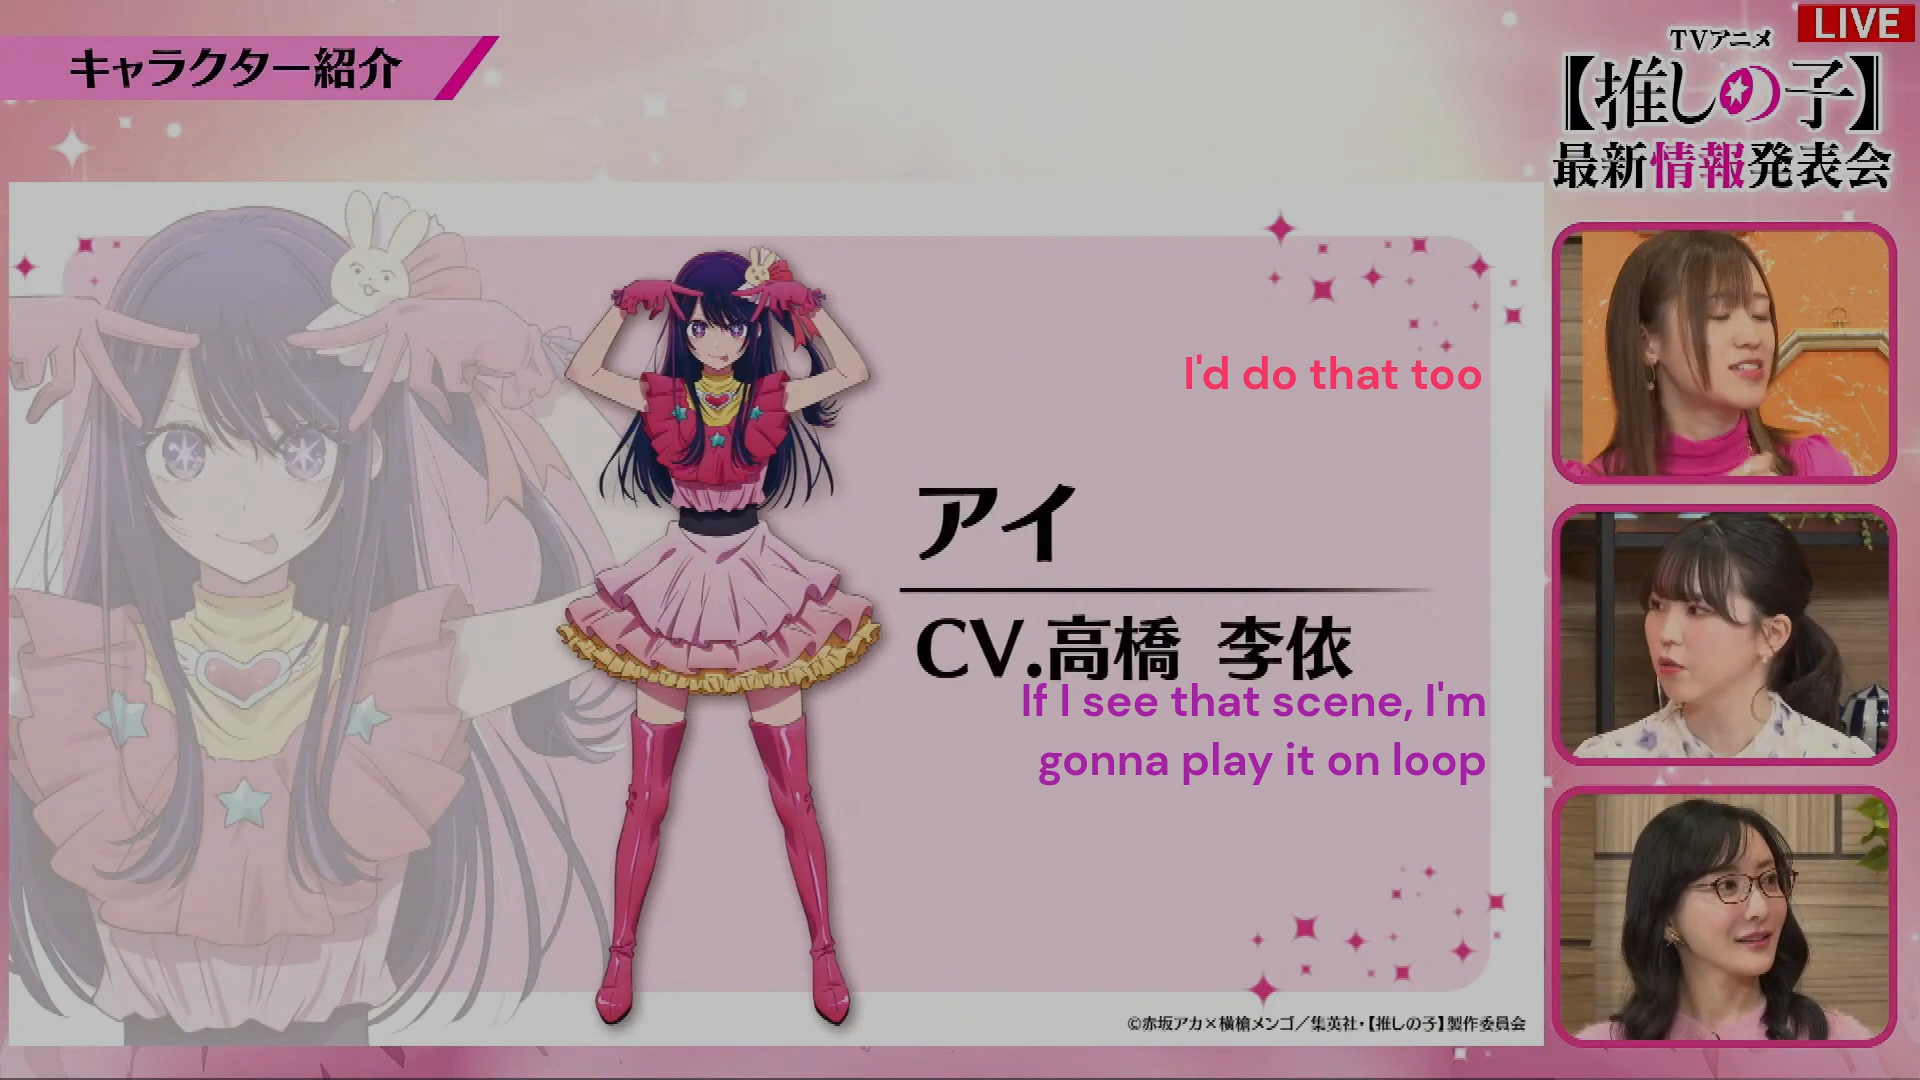 キャラクター紹介
LIVE
TVアニメ
【推しの子】
最新情報発表会
I'd do that too
アイ
CV.高橋 李依
If I see that scene, I'm
gonna play it on loop
©赤坂アカ×横槍メンゴ／集英社・【推しの子】製作委員会